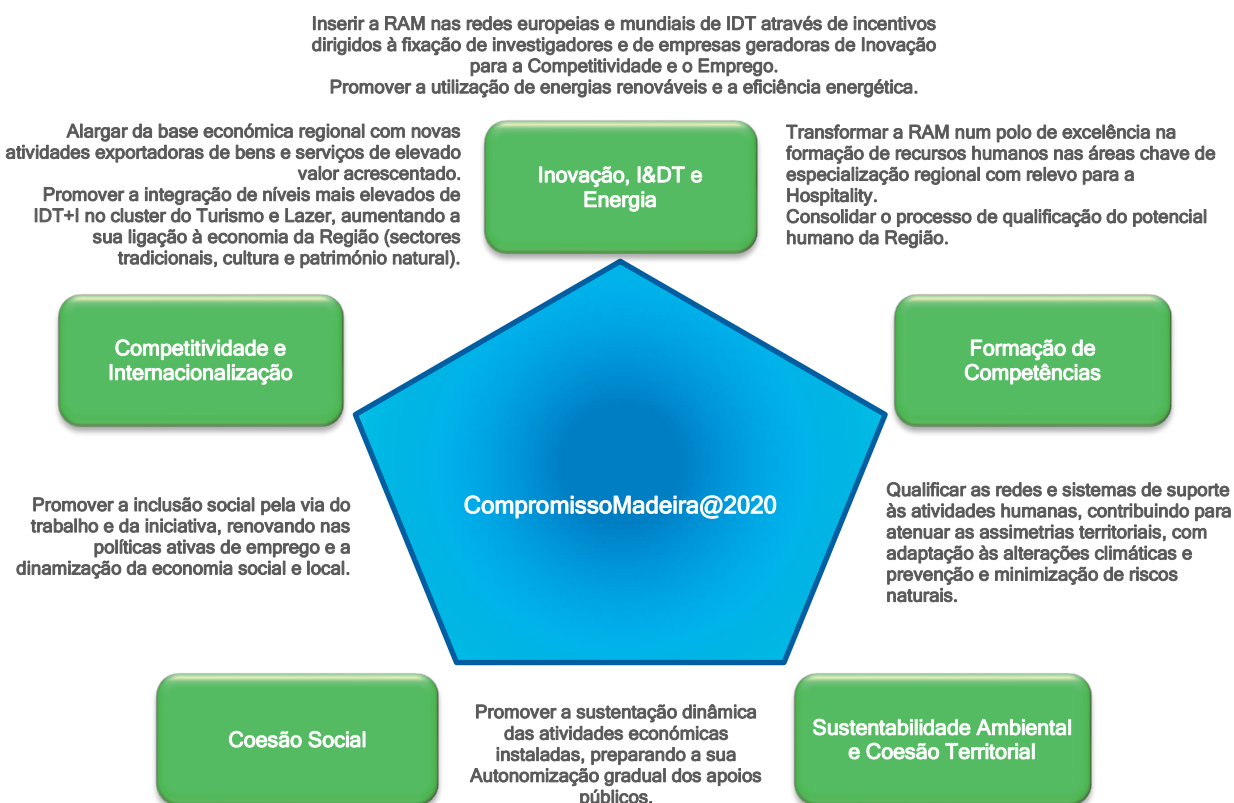 Inserir a RAM nas redes europeias e mundiais de IDT através de incentivos
dirigidos à fixação de investigadores e de empresas geradoras de Inovação
para a Competitividade e o Emprego.
Promover a utilização de energias renováveis e a eficiência energética.
Alargar da base económica regional com novas
atividades exportadoras de bens e serviços de elevado
valor acrescentado.
Promover a integração de níveis mais elevados de
IDT+I no cluster do Turismo e Lazer, aumentando a
sua ligação à economia da Região (sectores
tradicionais, cultura e património natural).
Inovação, I&DT e
Energia
Transformar a RAM num polo de excelência na
formação de recursos humanos nas áreas chave de
especialização regional com relevo para a
Hospitality.
Consolidar o processo de qualificação do potencial
humano da Região.
Competitividade e
Internacionalização
Formação de
Competências
CompromissoMadeira@2020
Promover a inclusão social pela via do
trabalho e da iniciativa, renovando nas
políticas ativas de emprego e a
dinamização da economia social e local.
Qualificar as redes e sistemas de suporte
às atividades humanas, contribuindo para
atenuar as assimetrias territoriais, com
adaptação às alterações climáticas e
prevenção e minimização de riscos
naturais.
Coesão Social
Promover a sustentação dinâmica
das atividades económicas
instaladas, preparando a sua
Autonomização gradual dos apoios
públicos.
Sustentabilidade Ambiental
e Coesão Territorial